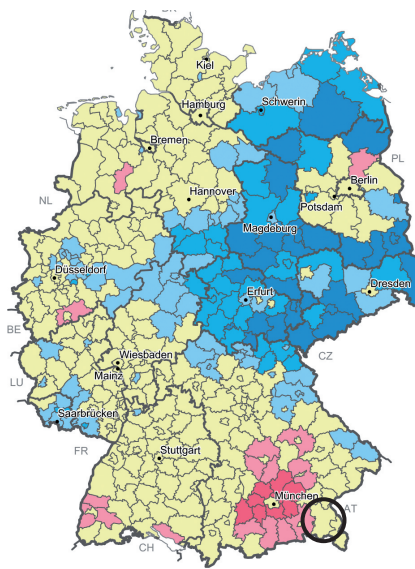 DK
Kiel
Schwerin
Hamburg
Bremen
PL
Berlin
NL
Hannover
Potsdam
Magdeburg
Düsseldorf
Dresden
Erfurt
BE
CZ
Wiesbaden
Mainz
LU
Saarbrücken
FR
Stuttgart
München
AT
CH